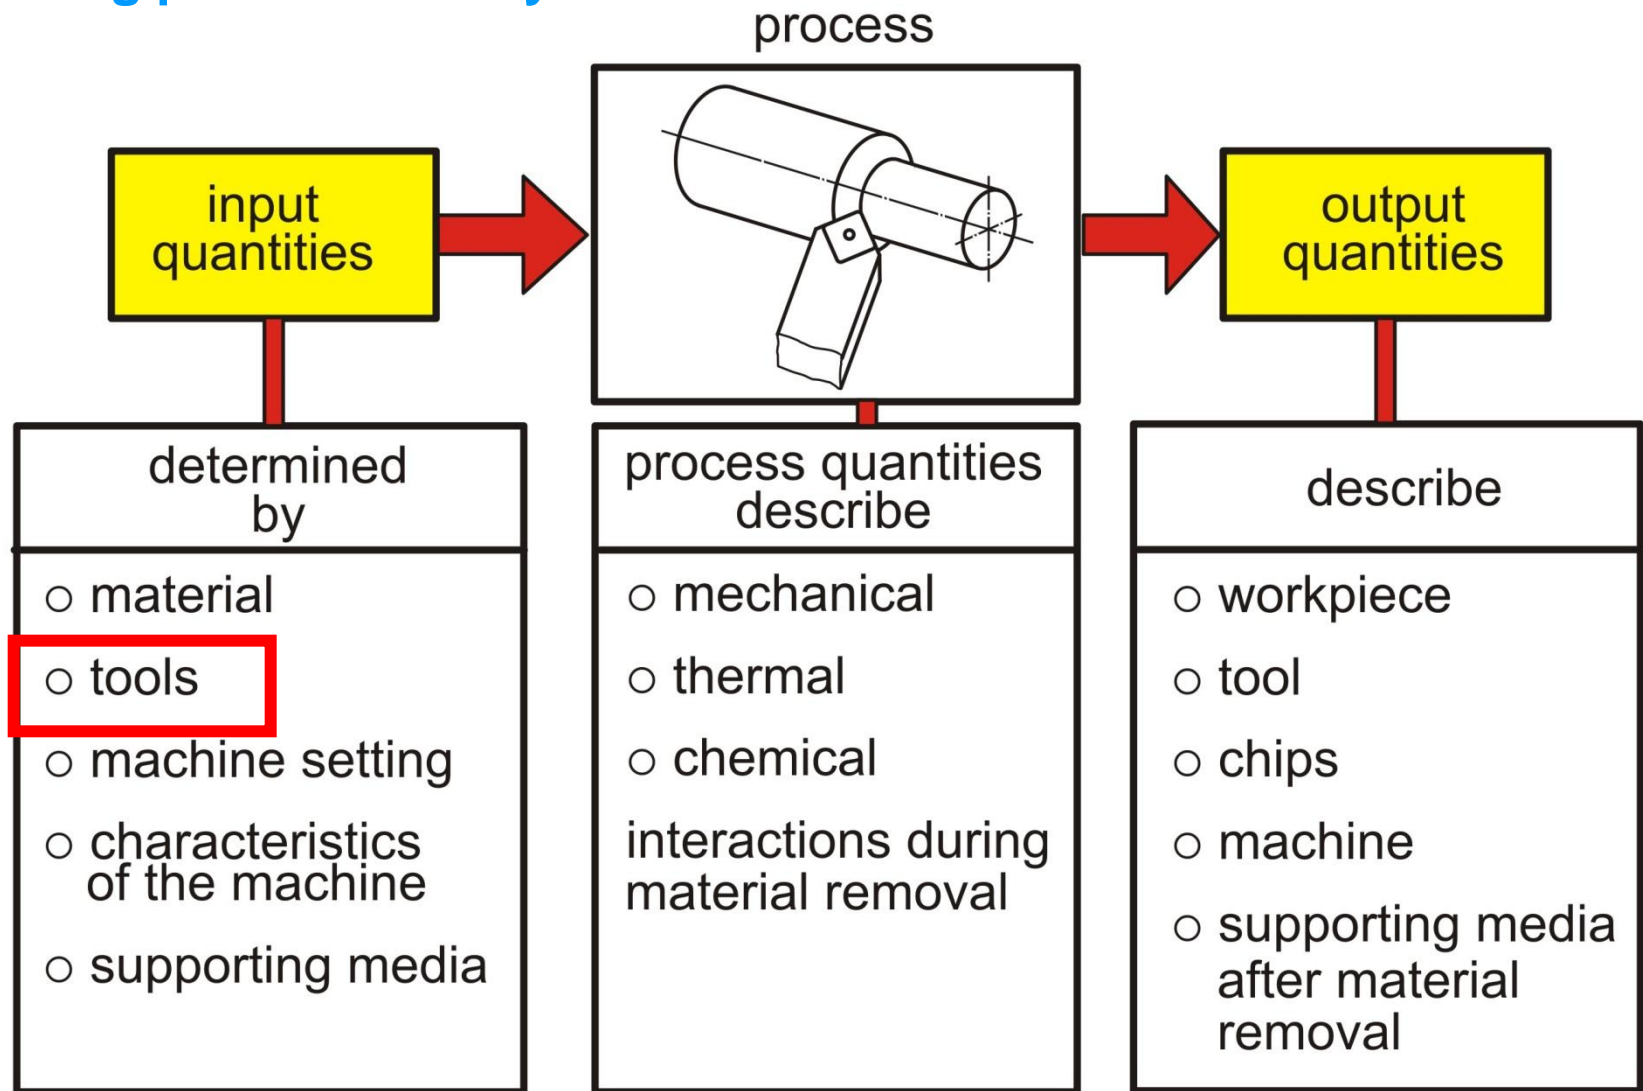 process
input
quantities
output
quantities
determined
by
○ material
○ tools
○ machine setting
○ characteristics
of the machine
○ supporting media
process quantities
describe
○ mechanical
○ thermal
○ chemical
interactions during
material removal
describe
○ workpiece
○ tool
○ chips
○ machine
○ supporting media
after material
removal